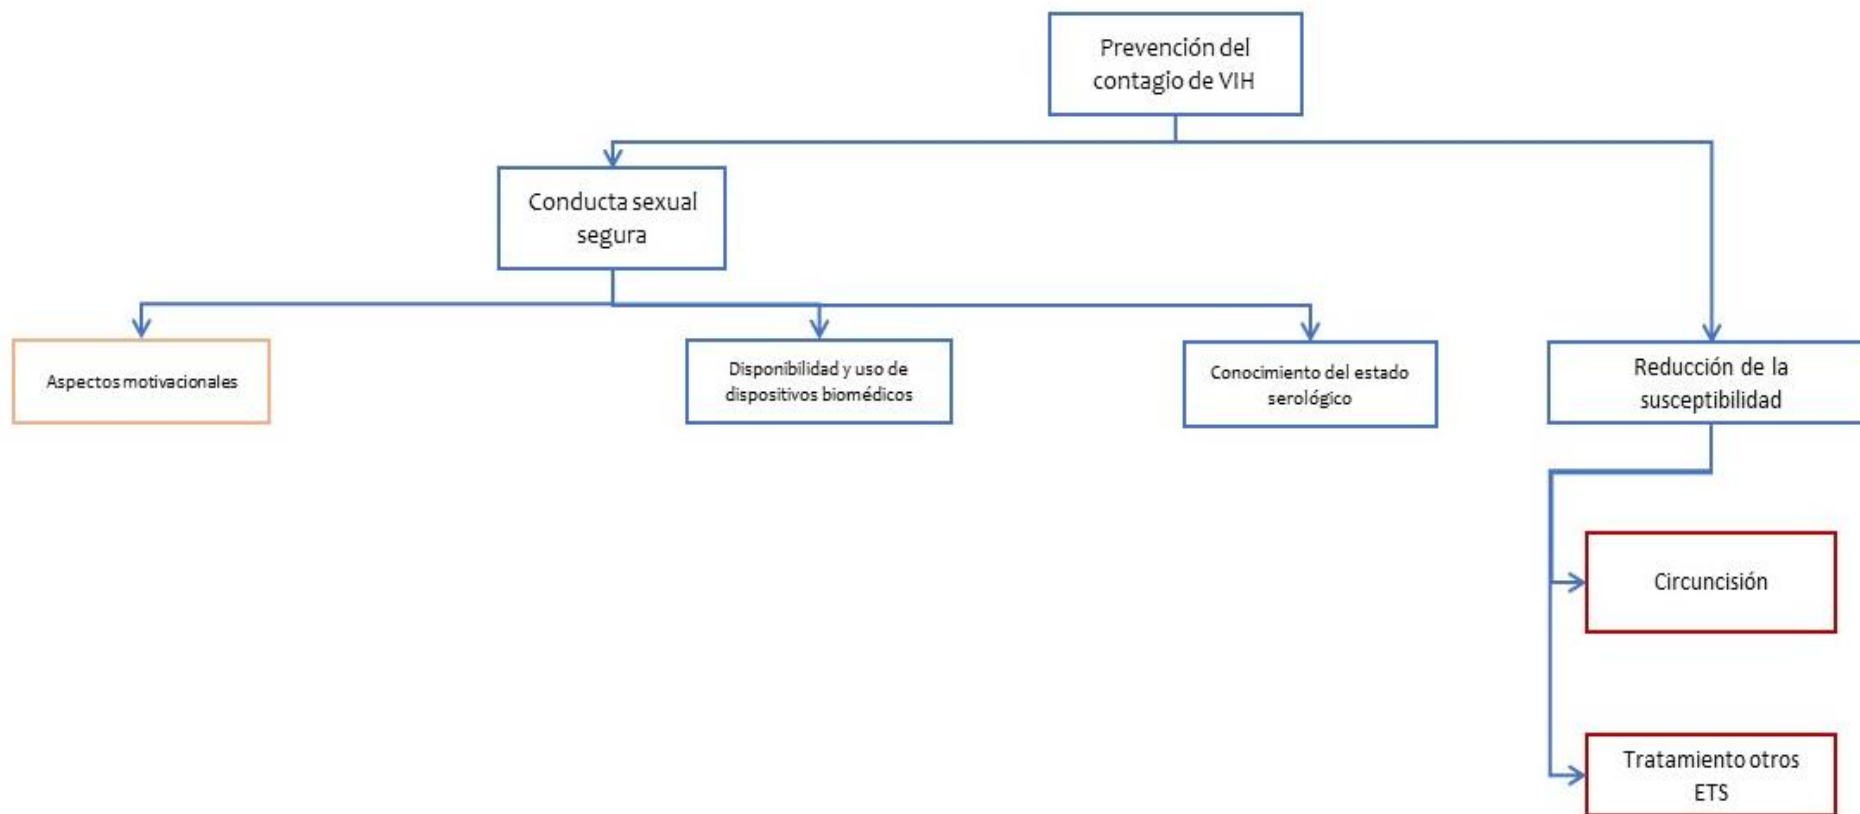 Prevención del
contagio de VIH
Conducta sexual
segura
Aspectos motivacionales
Disponibilidad y uso de
dispositivos biomédicos
Conocimiento del estado
serológico
Reducción de la
susceptibilidad
Circuncisión
Tratamiento otros
ETS